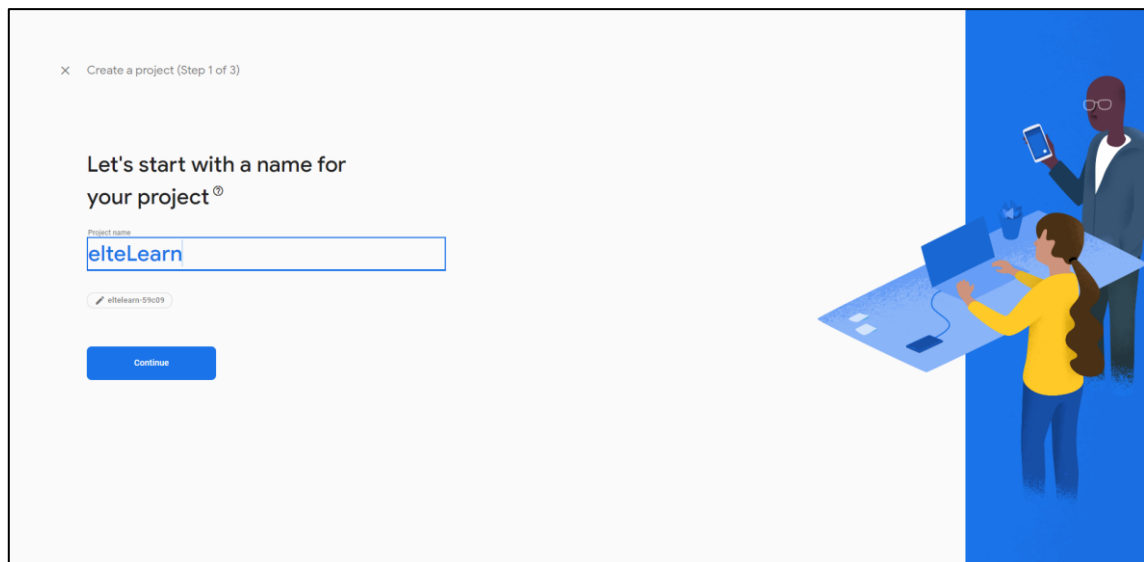 Create a project (Step 1 of 3)
Let's start with a name for
your project
Project name
elteLearn
eltelearn-59c09
Continue